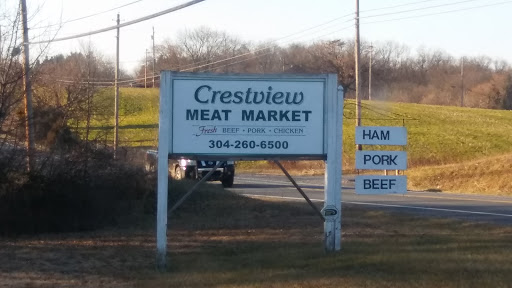 Crestview
MEAT MARKET
Fresh BEEF • PORK • CHICKEN
304-260-6500
HAM
PORK
BEEF